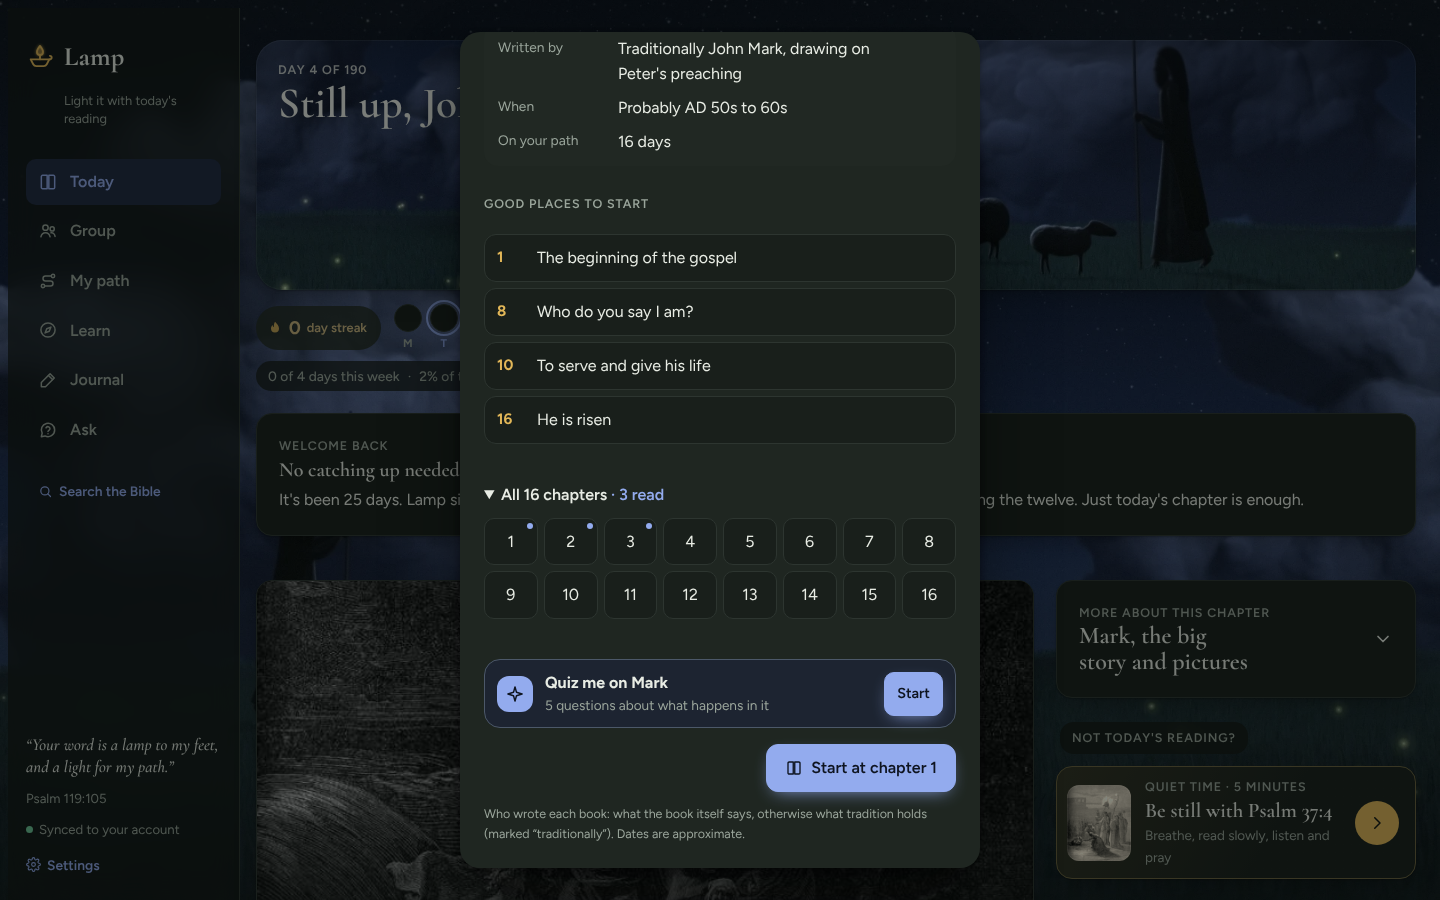 Lamp
Light it with today's
reading
Today
Group
My path
Learn
Journal
Ask
Search the Bible
“Your word is a lamp to my feet,
and a light for my path.”
Psalm 119:105
Synced to your account
Settings
DAY 4 OF 190
Still up,
0 day streak
M
T
0 of 4 days this week · 2% of
WELCOME BACK
No catching up needed
It's been 25 days. Lamp
the twelve. Just today's chapter is enough.
Written by
Traditionally John Mark, drawing on
Peter's preaching
When
Probably AD 50s to 60s
On your path
16 days
GOOD PLACES TO START
1 The beginning of the gospel
8 Who do you say I am?
10 To serve and give his life
16 He is risen
▼ All 16 chapters · 3 read
1 2 3 4 5 6 7 8
9 10 11 12 13 14 15 16
Quiz me on Mark
5 questions about what happens in it
Start
Start at chapter 1
Who wrote each book: what the book itself says, otherwise what tradition holds
(marked “traditionally”). Dates are approximate.
MORE ABOUT THIS CHAPTER
Mark, the big
story and pictures
NOT TODAY'S READING?
QUIET TIME · 5 MINUTES
Be still with Psalm 37:4
Breathe, read slowly, listen and
pray